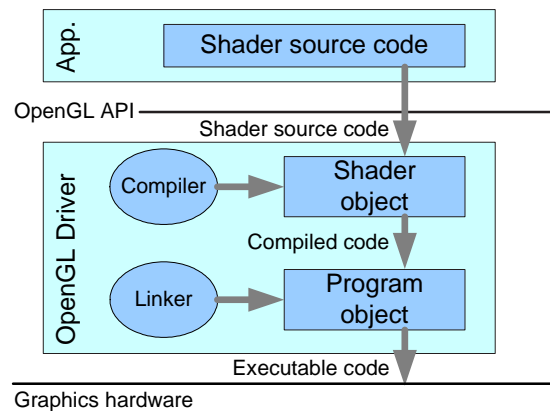 App.
Shader source code
OpenGL API
Shader source code
OpenGL Driver
Compiler
Shader
object
Compiled code
Linker
Program
object
Executable code
Graphics hardware